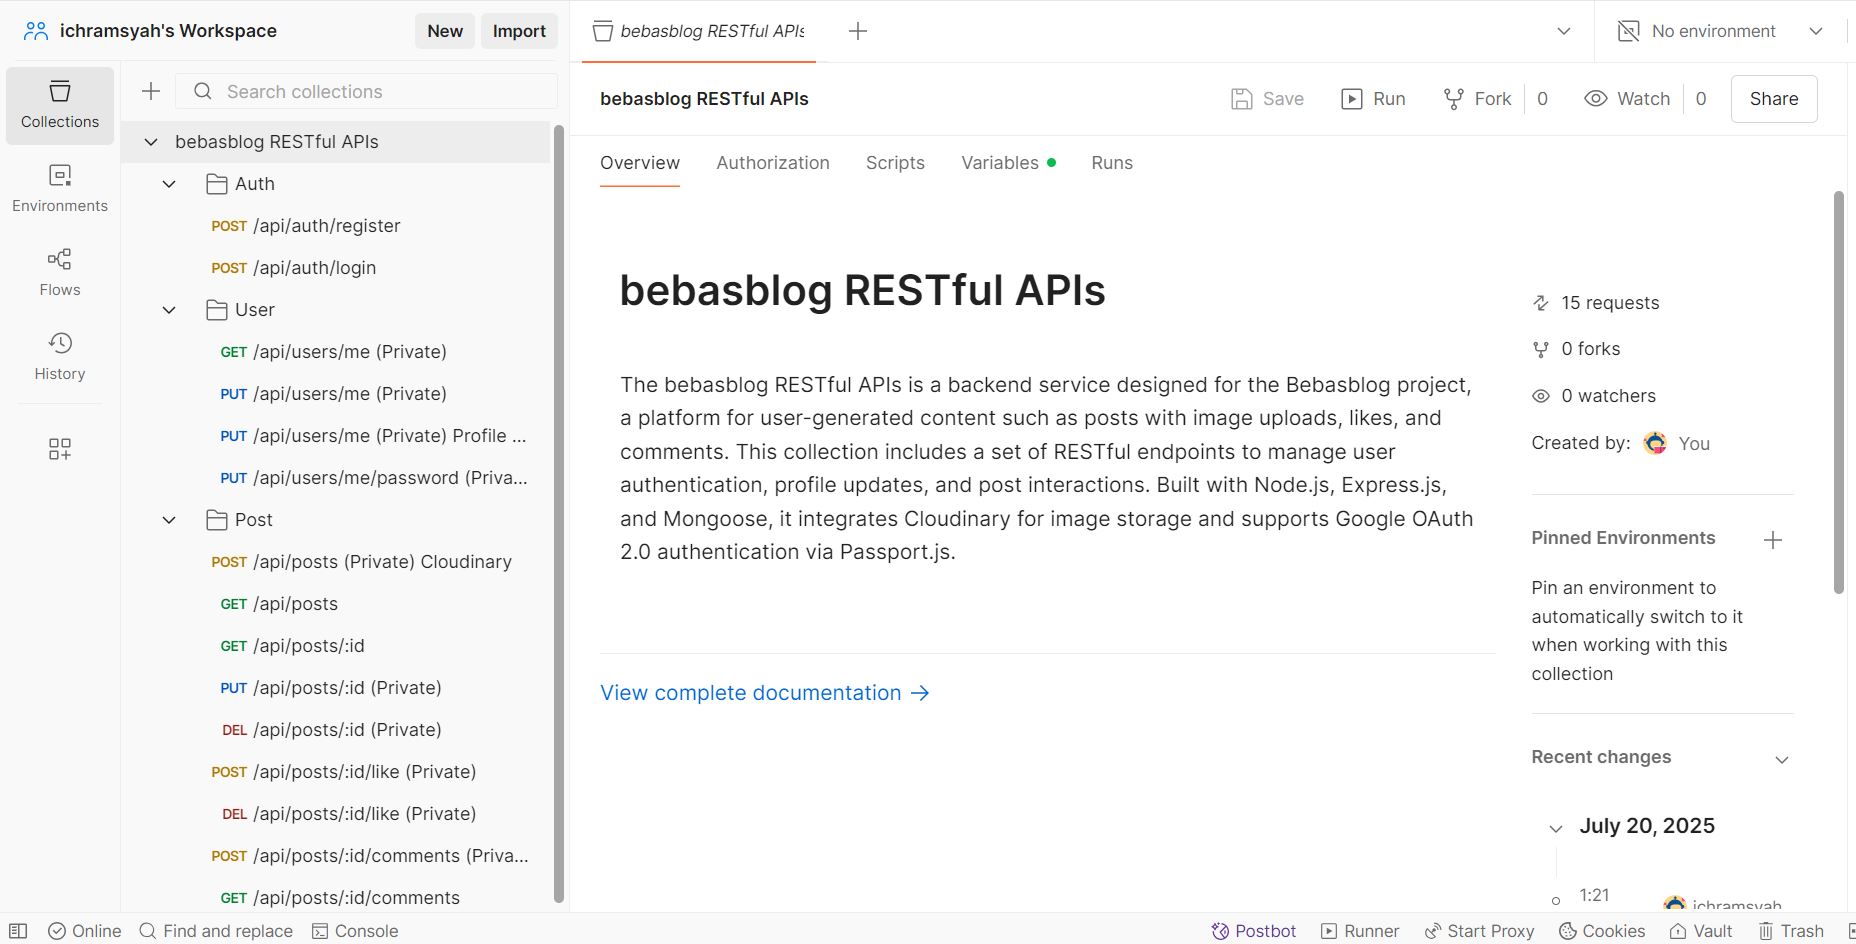 ichramsyah's Workspace
New
Import
Collections
Environments
Flows
History
Search collections
bebasblog RESTful APIs
Auth
POST /api/auth/register
POST /api/auth/login
User
GET /api/users/me (Private)
PUT /api/users/me (Private)
PUT /api/users/me (Private) Profile ...
PUT /api/users/me/password (Priva...
Post
POST /api/posts (Private) Cloudinary
GET /api/posts
GET /api/posts/:id
PUT /api/posts/:id (Private)
DEL /api/posts/:id (Private)
POST /api/posts/:id/like (Private)
DEL /api/posts/:id/like (Private)
POST /api/posts/:id/comments (Priva...
GET /api/posts/:id/comments
bebasblog RESTful APIs
No environment
bebasblog RESTful APIs
Save
Run
Fork 0
Watch 0
Share
Overview
Authorization
Scripts
Variables
Runs
bebasblog RESTful APIs
The bebasblog RESTful APIs is a backend service designed for the Bebasblog project,
a platform for user-generated content such as posts with image uploads, likes, and
comments. This collection includes a set of RESTful endpoints to manage user
authentication, profile updates, and post interactions. Built with Node.js, Express.js,
and Mongoose, it integrates Cloudinary for image storage and supports Google OAuth
2.0 authentication via Passport.js.
View complete documentation →
15 requests
0 forks
0 watchers
Created by: You
Pinned Environments
Pin an environment to
automatically switch to it
when working with this
collection
Recent changes
July 20, 2025
1:21
ichramsyah
Online
Find and replace
Console
Postbot
Runner
Start Proxy
Cookies
Vault
Trash